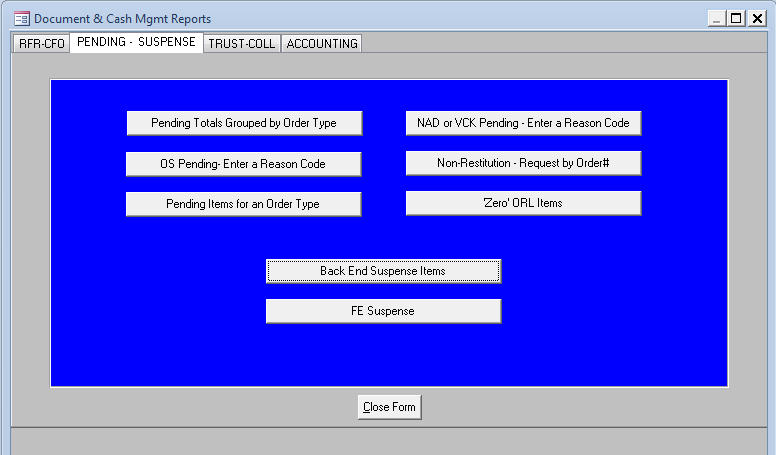 Document & Cash Mgmt Reports
RFR-CFO
PENDING - SUSPENSE
TRUST-COLL
ACCOUNTING
Pending Totals Grouped by Order Type
NAD or VCK Pending - Enter a Reason Code
OS Pending- Enter a Reason Code
Non-Restitution - Request by Order#
Pending Items for an Order Type
'Zero' ORL Items
Back End Suspense Items
FE Suspense
Close Form